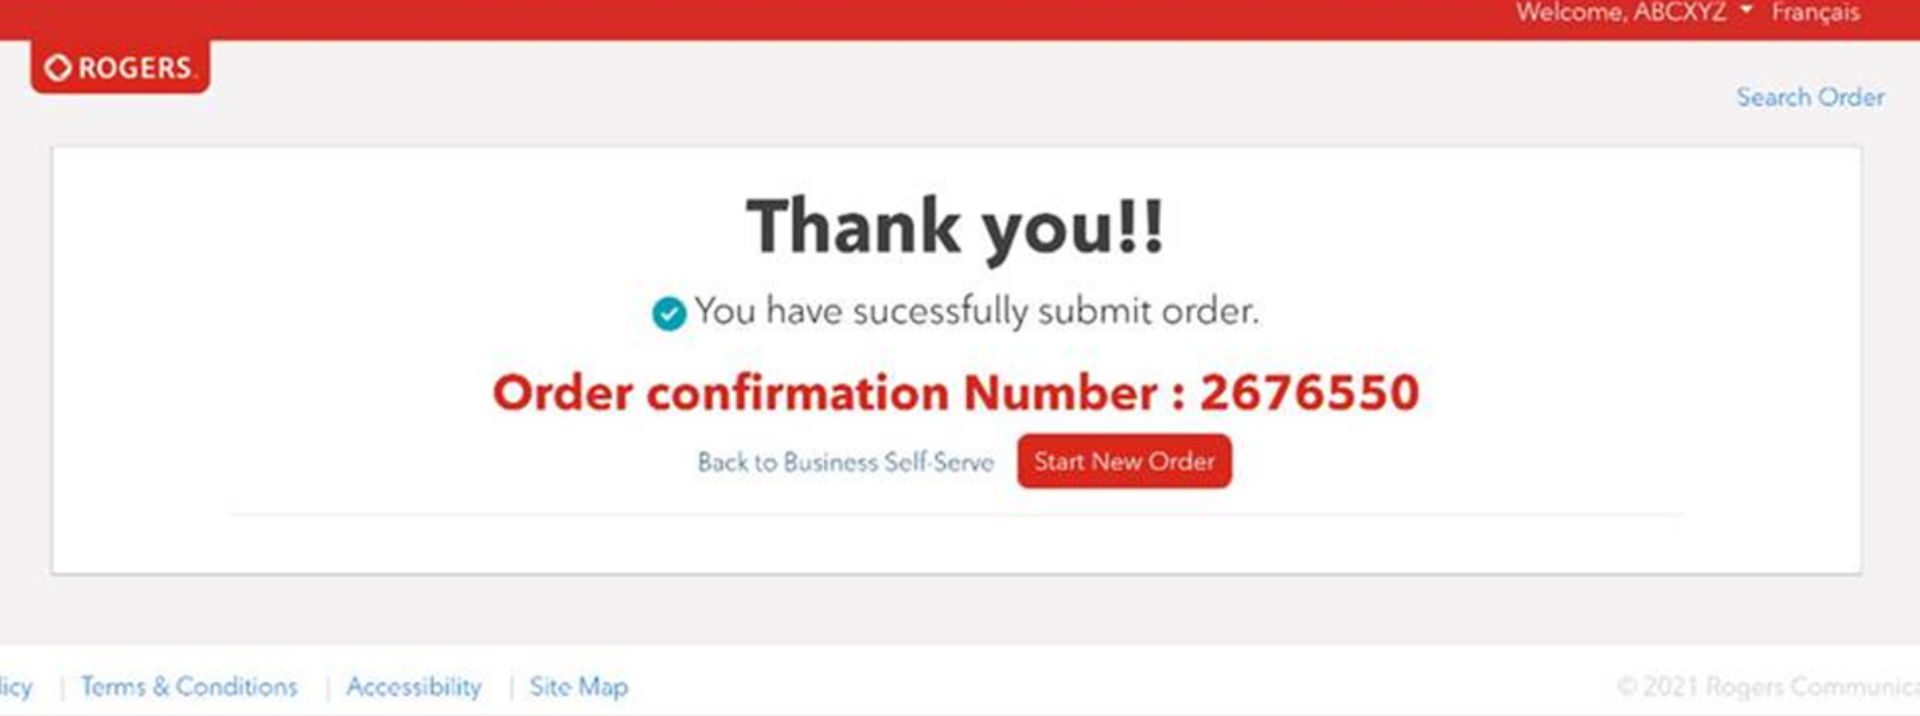 Welcome, ABCXYZ Français
ROGERS
Search Order
Thank you!!
You have sucessfully submit order.
Order confirmation Number : 2676550
Back to Business Self-Serve Start New Order
licy | Terms & Conditions | Accessibility | Site Map © 2021 Rogers Communica